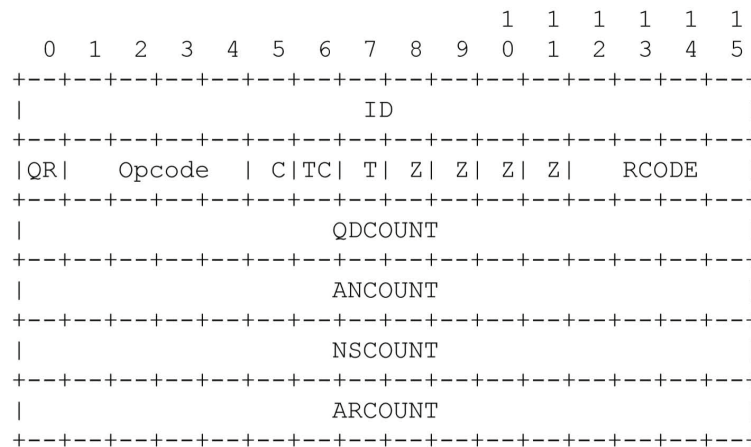 1  1  1  1  1  1
  0  1  2  3  4  5  6  7  8  9  0  1  2  3  4  5
+--+--+--+--+--+--+--+--+--+--+--+--+--+--+--+--+
|                      ID
+--+--+--+--+--+--+--+--+--+--+--+--+--+--+--+--+
|QR|   Opcode  | C|TC| T| Z| Z| Z| Z|   RCODE
+--+--+--+--+--+--+--+--+--+--+--+--+--+--+--+--+
|                    QDCOUNT
+--+--+--+--+--+--+--+--+--+--+--+--+--+--+--+--+
|                    ANCOUNT
+--+--+--+--+--+--+--+--+--+--+--+--+--+--+--+--+
|                    NSCOUNT
+--+--+--+--+--+--+--+--+--+--+--+--+--+--+--+--+
|                    ARCOUNT
+--+--+--+--+--+--+--+--+--+--+--+--+--+--+--+--+